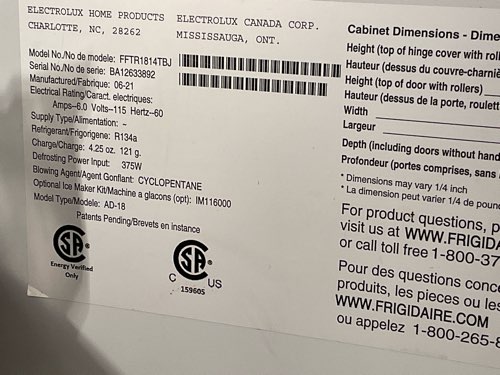 ELECTROLUX HOME PRODUCTS
CHARLOTTE, NC, 28262
ELECTROLUX CANADA CORP.
MISSISSAUGA, ONT.
Model No./No de modele: FFTR1814TBJ
Serial No./No de serie: BA12633892
Manufactured/Fabrique: 06-21
Electrical Rating/Caract. electriques:
Amps-6.0 Volts-115 Hertz-60
Supply Type/Alimentation: -
Refrigerant/Frigorigene: R134a
Charge/Charge: 4.25 oz. 121 g.
Defrosting Power Input: 375W
Blowing Agent/Agent Gonflant: CYCLOPENTANE
Optional Ice Maker Kit/Machine a glacons (opt): IM116000
Model Type/Modele: AD-18
Patents Pending/Brevets en instance
SA
Energy Verified
Only
SA
C US
159605
Cabinet Dimensions - Dime
Height (top of hinge cover with roll
Hauteur (dessus du couvre-charni
Height (top of door with rollers)
Hauteur (dessus de la porte, roulett
Width
Largeur
Depth (including doors without hand
Profondeur (portes comprises, sans
* Dimensions may vary 1/4 inch
* La dimension peut varier 1/4 de pounc
For product questions, p
visit us at WWW.FRIGIDA
or call toll free 1-800-37
Pour des questions conce
produits, les pieces ou les
WWW.FRIGIDAIRE.COM
ou appelez 1-800-265-8